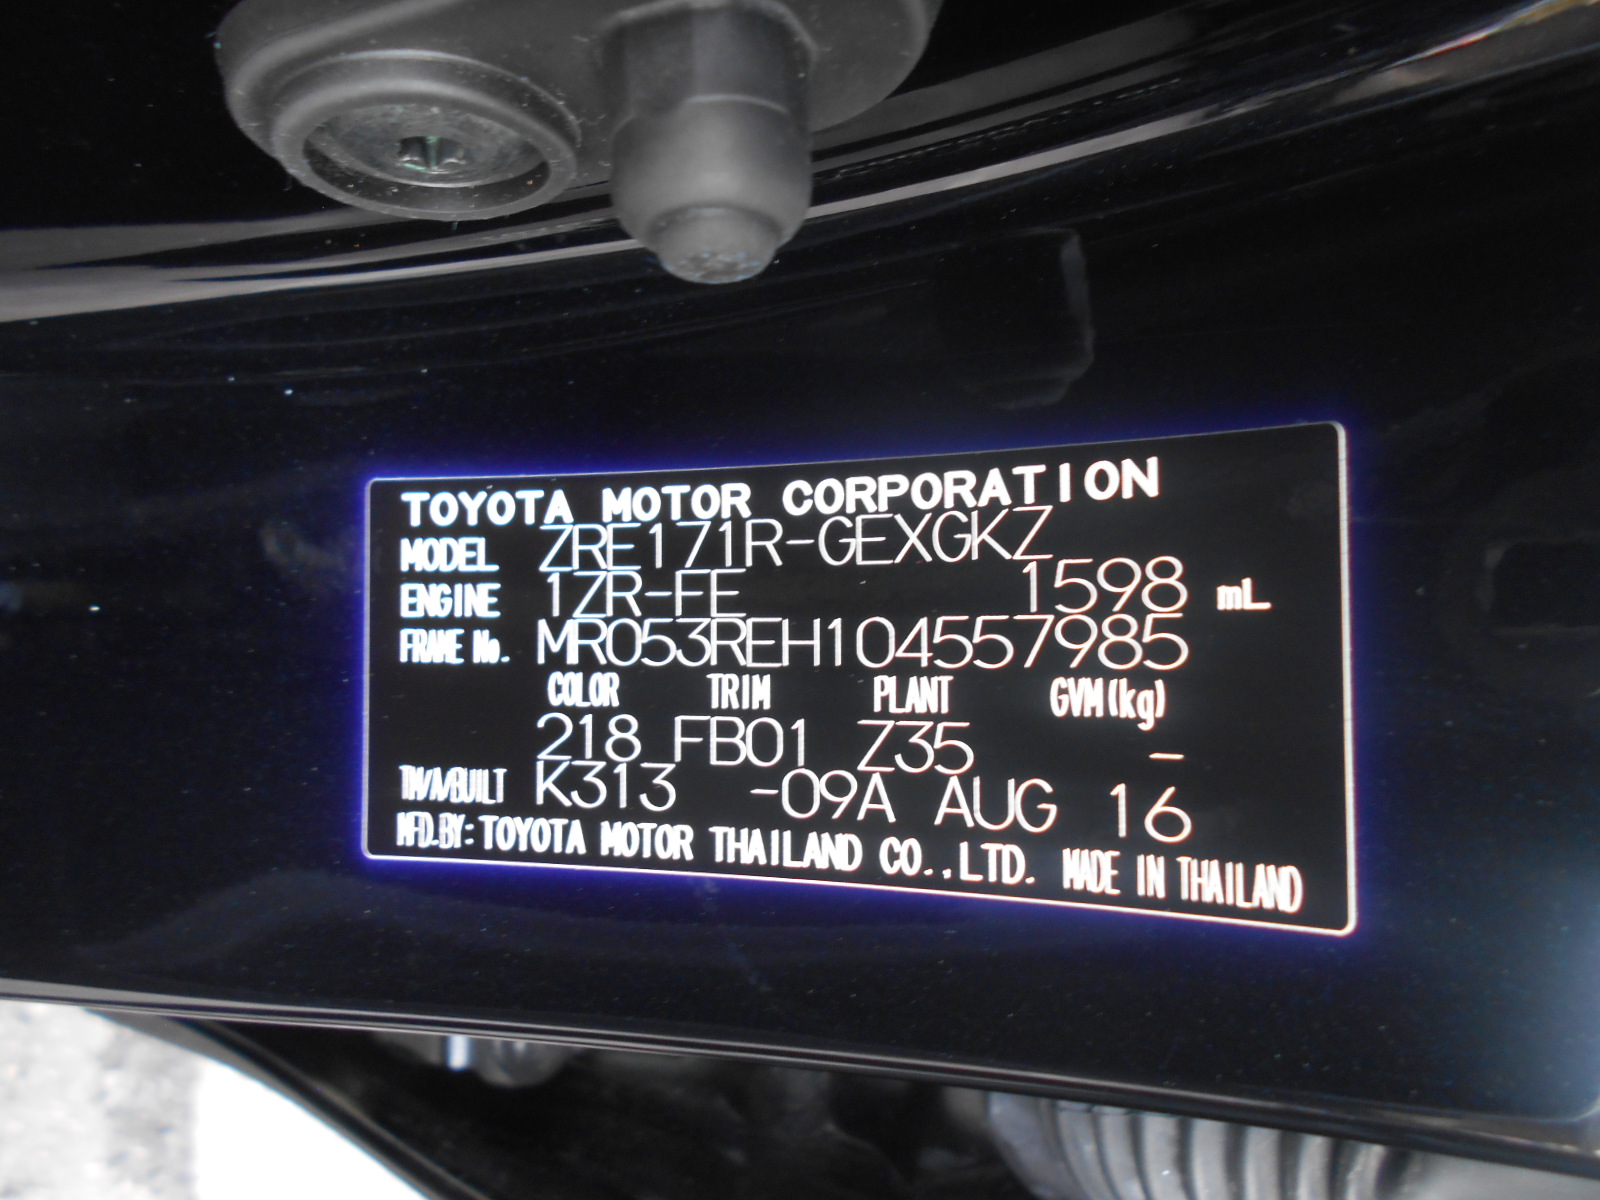 TOYOTA MOTOR CORPORATION
MODEL ZRE171R-GEXGKZ
ENGINE 1ZR-FE 1598 mL
FRAME No. MR053REH104557985
COLOR TRIM PLANT GVM(kg)
218 FB01 Z35 -
TM/A/BUILT K313 -09A AUG 16
MFD.BY: TOYOTA MOTOR THAILAND CO.,LTD. MADE IN THAILAND